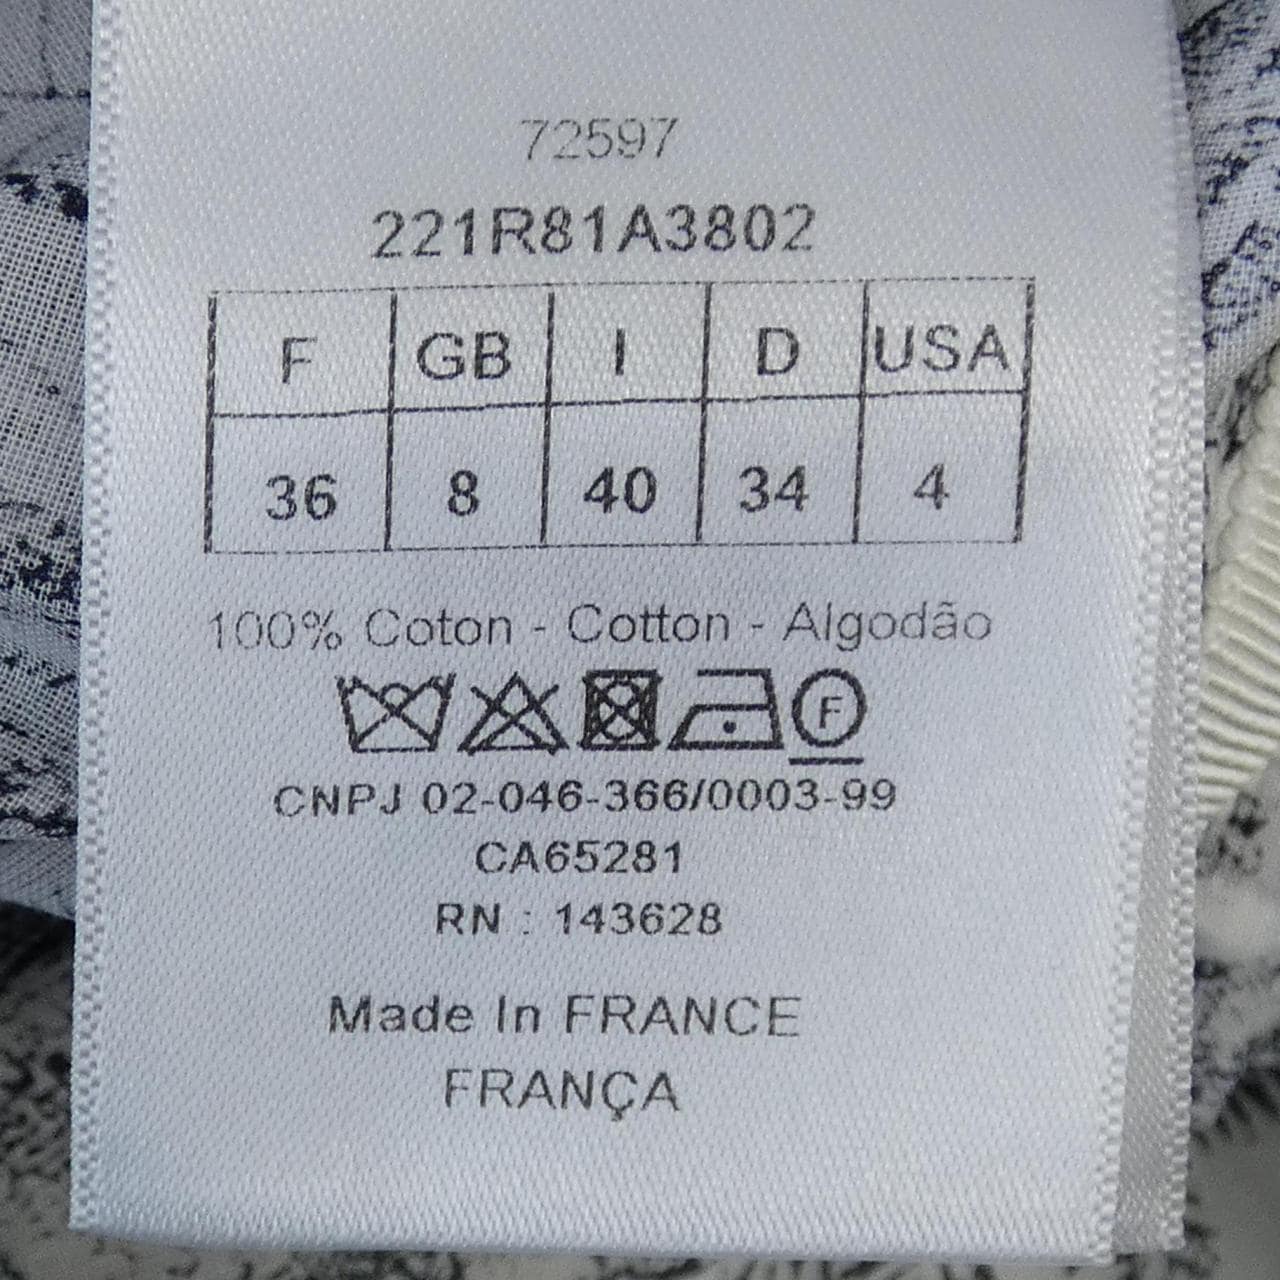 72597
221R81A3802
F GB I D USA
36 8 40 34 4
100% Coton - Cotton - Algodão
F
CNPJ 02-046-366/0003-99
CA65281
RN : 143628
Made In FRANCE
FRANÇA